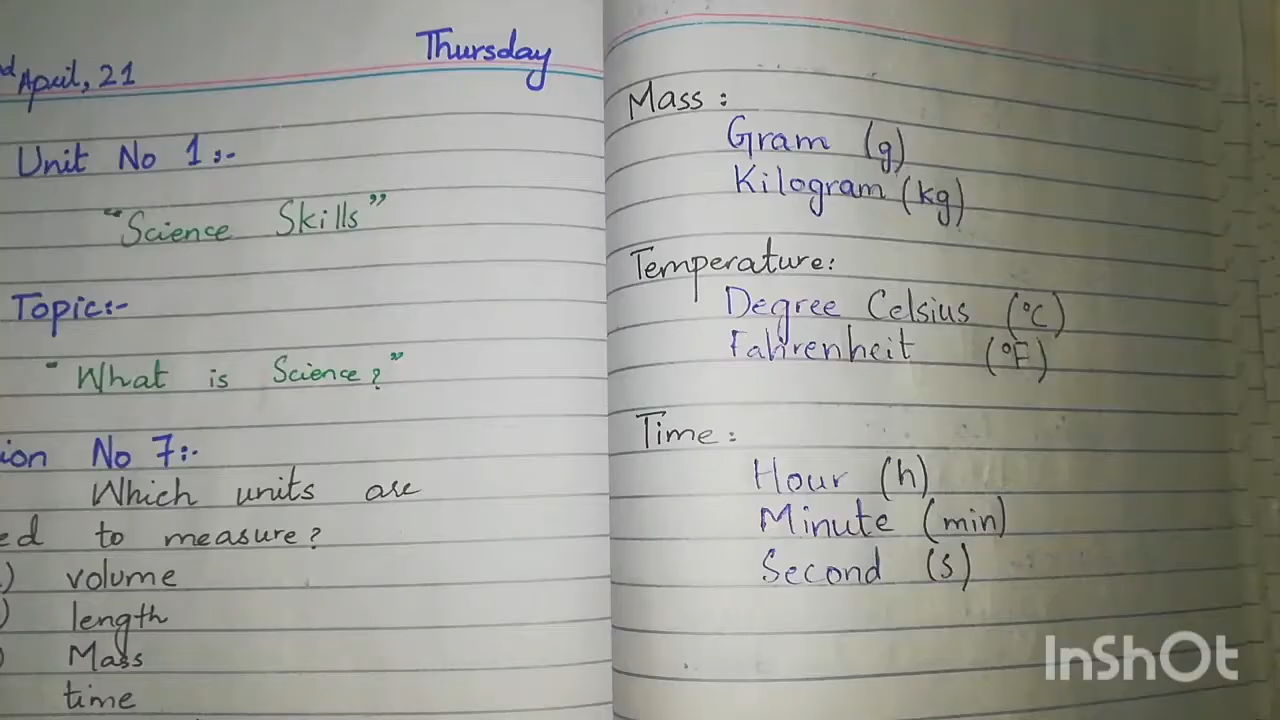 April, 21
Thursday
Unit No 1:-
"Science Skills"
Topic:-
"What is Science?"
No 7:-
Which units are
to measure?
volume
length
Mass
time
Mass:
Gram (g)
Kilogram (kg)
Temperature:
Degree Celsius (°C)
Fahrenheit (°F)
Time:
Hour (h)
Minute (min)
Second (s)
InShOt